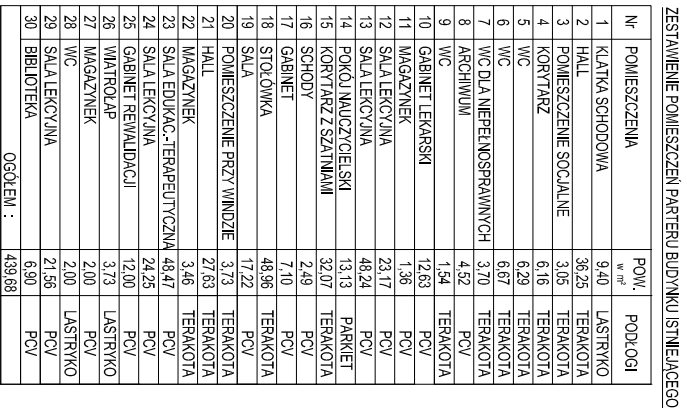 ZESTAWIENIE POMIESZCZEŃ PARTERU BUDYNKU ISTNIEJĄCEGO
Nr POMIESZCZENIA POW. w m² PODŁOGI
1 KLATKA SCHODOWA 9,40 LASTRYKO
2 HALL 36,25 TERAKOTA
3 POMIESZCZENIE SOCJALNE 3,05 TERAKOTA
4 KORYTARZ 6,16 TERAKOTA
5 WC 6,29 TERAKOTA
6 WC 6,67 TERAKOTA
7 WC DLA NIEPEŁNOSPRAWNYCH 3,70 TERAKOTA
8 ARCHIWUM 4,52 PCV
9 WC 1,54 TERAKOTA
10 GABINET LEKARSKI 12,63 PCV
11 MAGAZYNEK 1,36 PCV
12 SALA LEKCYJNA 23,17 PCV
13 SALA LEKCYJNA 48,24 PCV
14 POKÓJ NAUCZYCIELSKI 13,13 PARKIET
15 KORYTARZ Z SZATNIAMI 32,07 TERAKOTA
16 SCHODY 2,49 PCV
17 GABINET 7,10 PCV
18 STOŁÓWKA 48,96 TERAKOTA
19 SALA 17,22 PCV
20 POMIESZCZENIE PRZY WINDZIE 3,73 TERAKOTA
21 HALL 27,63 TERAKOTA
22 MAGAZYNEK 3,46 TERAKOTA
23 SALA EDUKAC.-TERAPEUTYCZNA 48,47 PCV
24 SALA LEKCYJNA 24,25 PCV
25 GABINET REWALIDACJI 12,00 PCV
26 WIATROŁAP 3,73 LASTRYKO
27 MAGAZYNEK 2,00 PCV
28 WC 2,00 LASTRYKO
29 SALA LEKCYJNA 21,56 PCV
30 BIBLIOTEKA 6,90 PCV
OGÓŁEM : 439,68